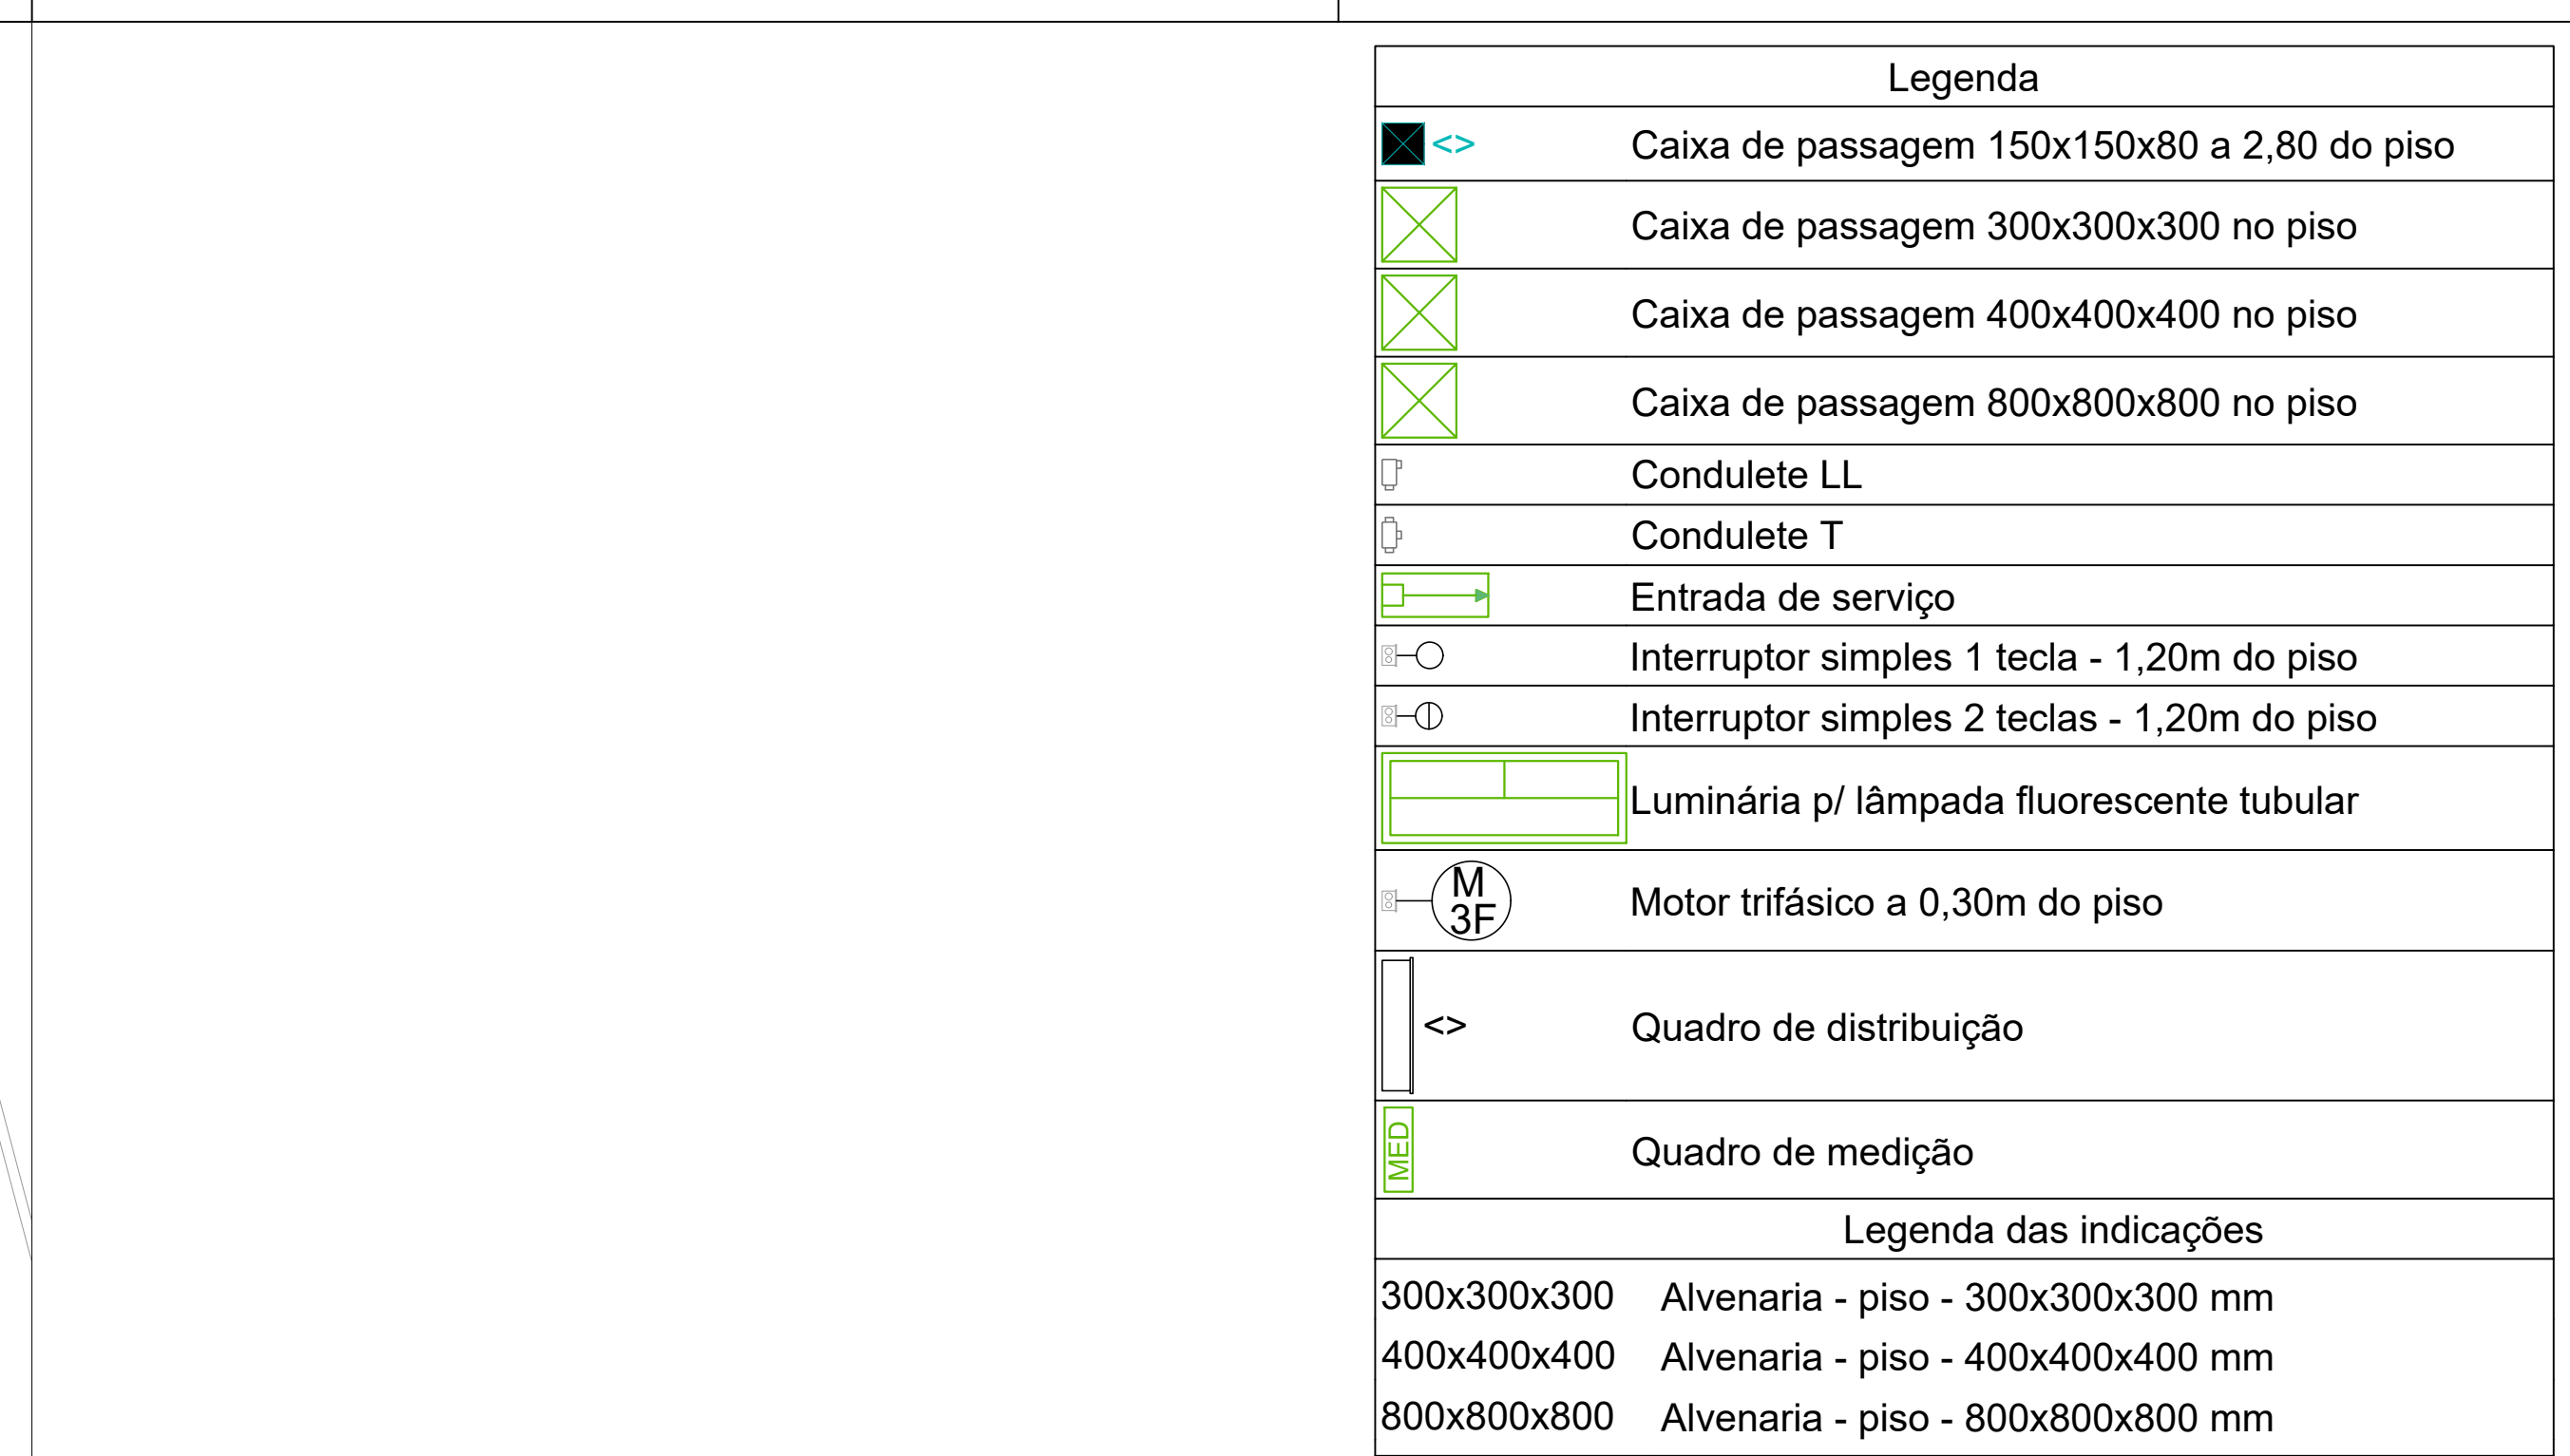 Legenda
<> Caixa de passagem 150x150x80 a 2,80 do piso
Caixa de passagem 300x300x300 no piso
Caixa de passagem 400x400x400 no piso
Caixa de passagem 800x800x800 no piso
Condulete LL
Condulete T
Entrada de serviço
Interruptor simples 1 tecla - 1,20m do piso
Interruptor simples 2 teclas - 1,20m do piso
Luminária p/ lâmpada fluorescente tubular
M
3F
Motor trifásico a 0,30m do piso
<> Quadro de distribuição
MED Quadro de medição
Legenda das indicações
300x300x300 Alvenaria - piso - 300x300x300 mm
400x400x400 Alvenaria - piso - 400x400x400 mm
800x800x800 Alvenaria - piso - 800x800x800 mm